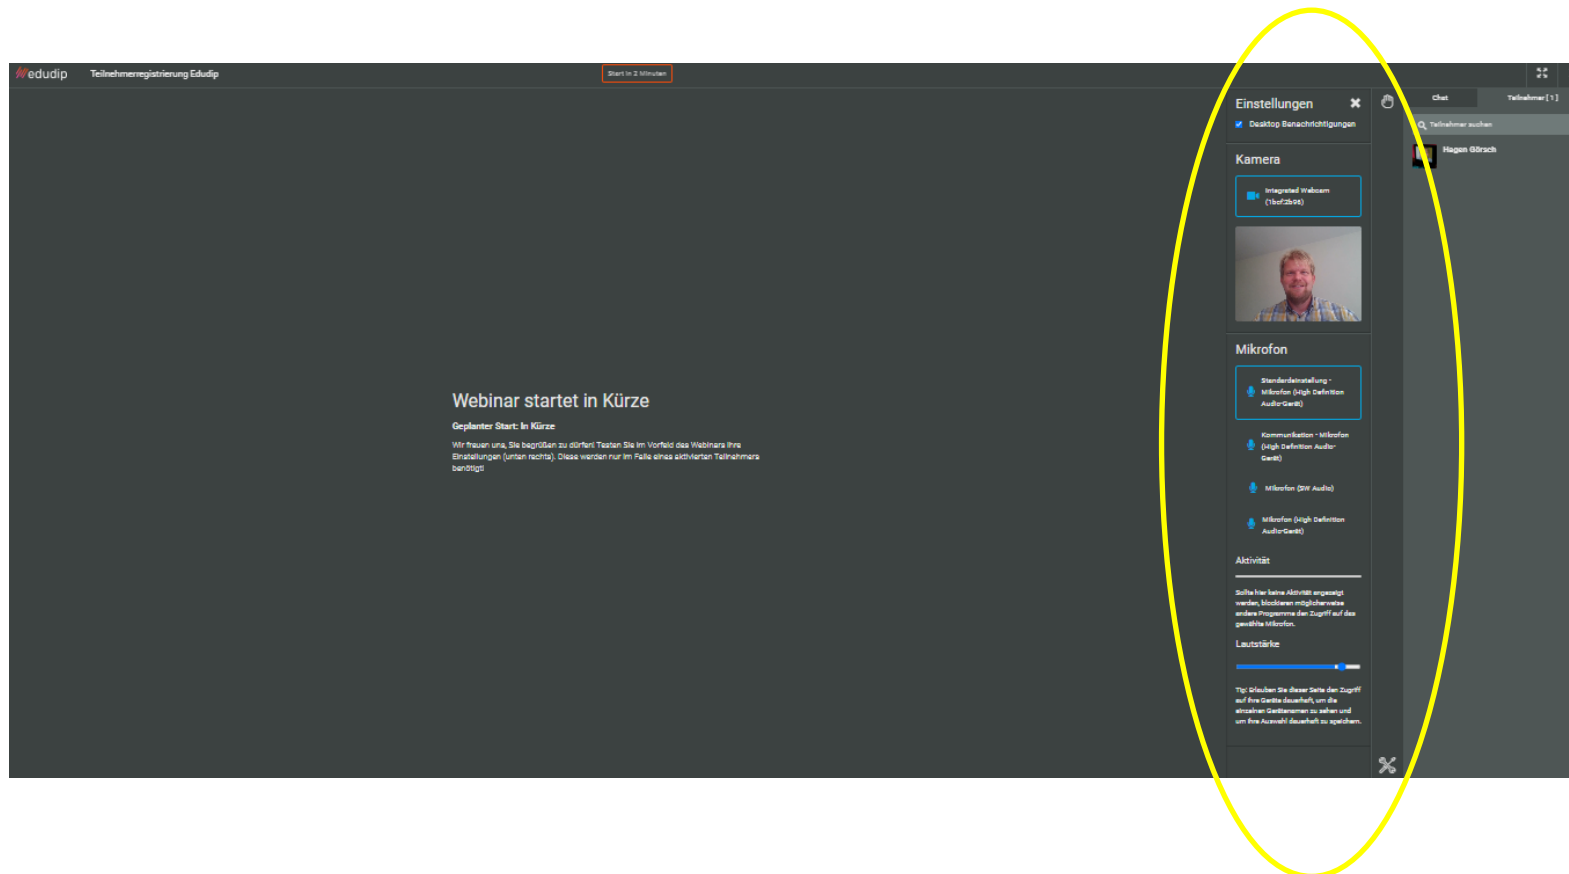 edudip
Teilnehmerregistrierung Edudip
Start in 2 Minuten
Webinar startet in Kürze
Geplanter Start: In Kürze
Wir freuen uns, Sie begrüßen zu dürfen! Testen Sie im Vorfeld des Webinars Ihre
Einstellungen (unten rechts). Diese werden nur im Falle eines aktivierten Teilnehmers
benötigt!
Einstellungen
Desktop Benachrichtigungen
Kamera
Integrated Webcam
(1bcf:2b96)
Mikrofon
Standardeinstellung -
Mikrofon (High Definition
Audio-Gerät)
Kommunikation - Mikrofon
(High Definition Audio-
Gerät)
Mikrofon (SW Audio)
Mikrofon (High Definition
Audio-Gerät)
Aktivität
Sollte hier keine Aktivität angezeigt
werden, blockieren möglicherweise
andere Programme den Zugriff auf das
gewählte Mikrofon.
Lautstärke
Tip: Erlauben Sie dieser Seite den Zugriff
auf Ihre Geräte dauerhaft, um die
einzelnen Gerätenamen zu sehen und
um Ihre Auswahl dauerhaft zu speichern.
Chat
Teilnehmer [ 1 ]
Teilnehmer suchen
Hagen Görsch